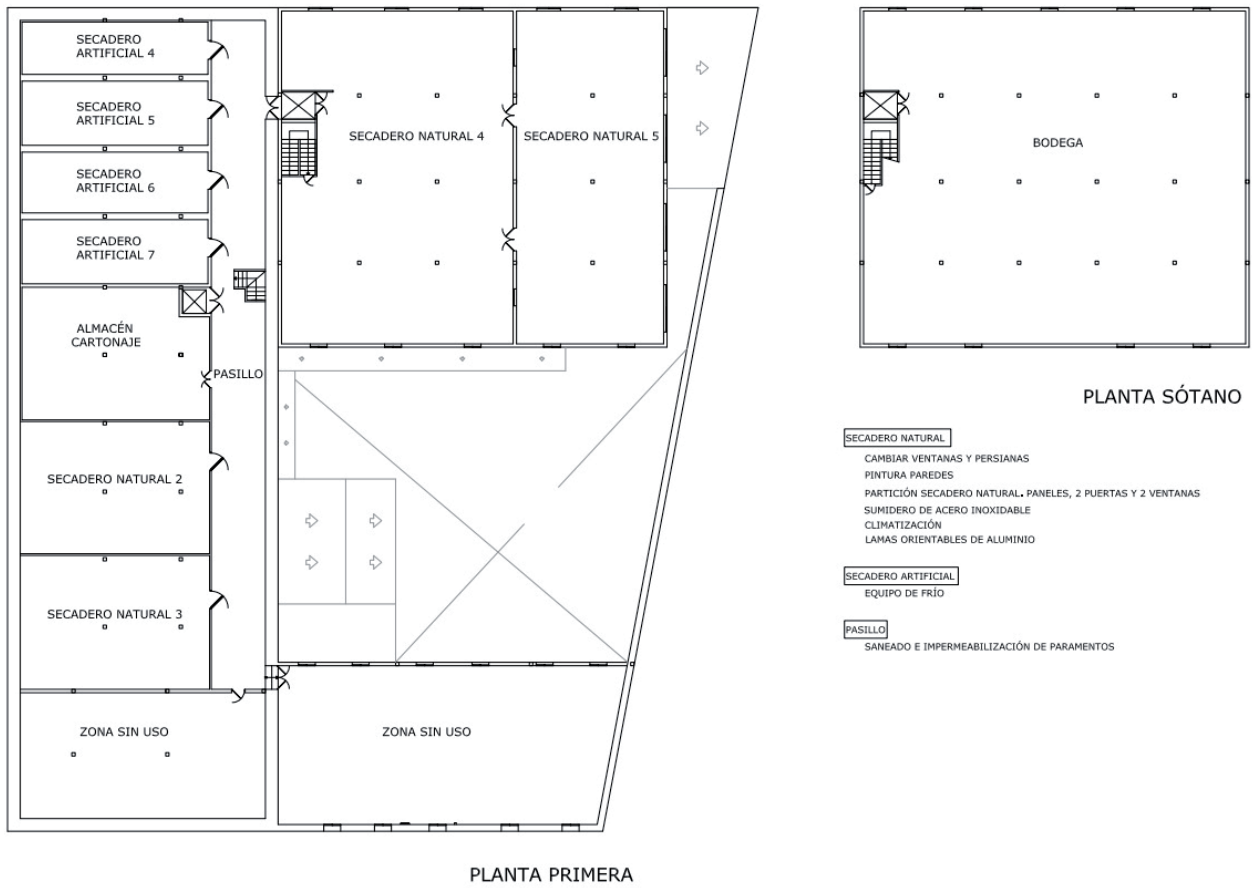 SECADERO
ARTIFICIAL 4
SECADERO
ARTIFICIAL 5
SECADERO
ARTIFICIAL 6
SECADERO
ARTIFICIAL 7
ALMACÉN
CARTONAJE
PASILLO
SECADERO NATURAL 2
SECADERO NATURAL 3
ZONA SIN USO
SECADERO NATURAL 4
SECADERO NATURAL 5
ZONA SIN USO
PLANTA PRIMERA
BODEGA
PLANTA SÓTANO
SECADERO NATURAL
CAMBIAR VENTANAS Y PERSIANAS
PINTURA PAREDES
PARTICIÓN SECADERO NATURAL. PANELES, 2 PUERTAS Y 2 VENTANAS
SUMIDERO DE ACERO INOXIDABLE
CLIMATIZACIÓN
LAMAS ORIENTABLES DE ALUMINIO
SECADERO ARTIFICIAL
EQUIPO DE FRÍO
PASILLO
SANEADO E IMPERMEABILIZACIÓN DE PARAMENTOS